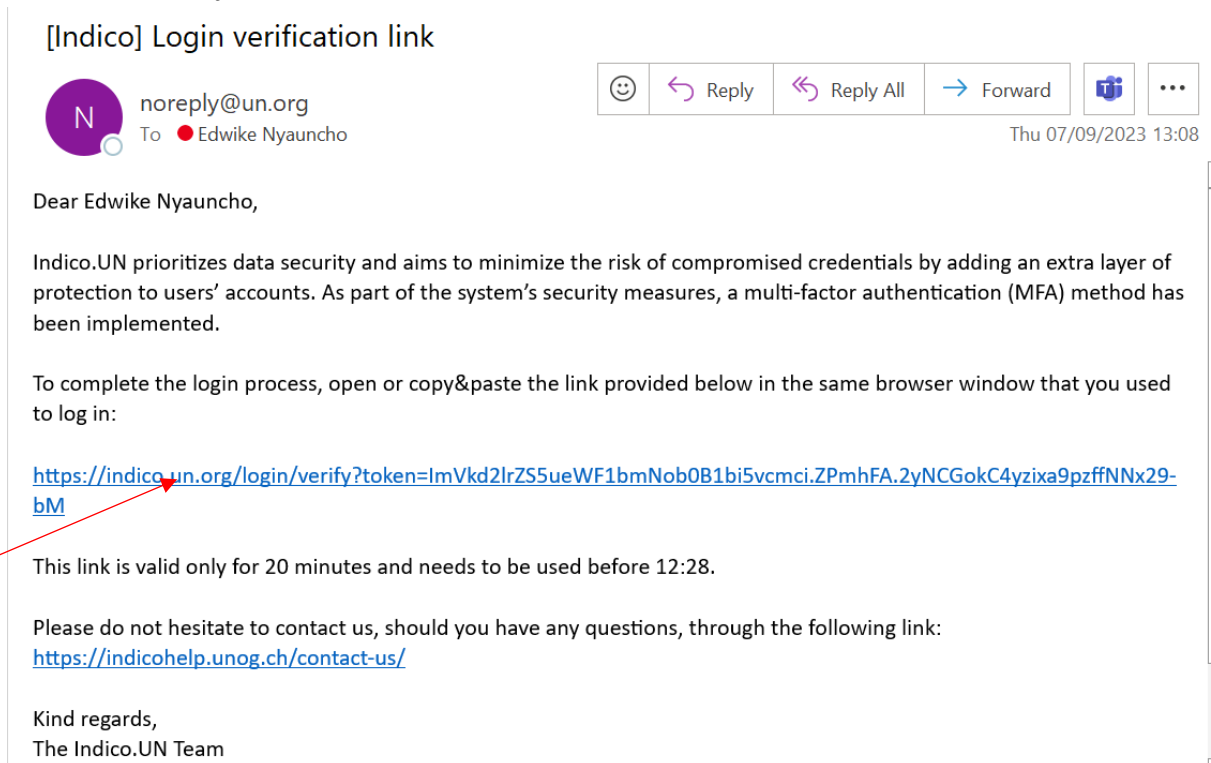 [Indico] Login verification link
N
noreply@un.org
To Edwike Nyauncho
Reply Reply All Forward
Thu 07/09/2023 13:08
Dear Edwike Nyauncho,
Indico.UN prioritizes data security and aims to minimize the risk of compromised credentials by adding an extra layer of
protection to users' accounts. As part of the system's security measures, a multi-factor authentication (MFA) method has
been implemented.
To complete the login process, open or copy&paste the link provided below in the same browser window that you used
to log in:
https://indico.un.org/login/verify?token=ImVkd2lrZS5ueWF1bmNob0B1bi5vcmci.ZPmhFA.2yNCGokC4yzixa9pzffNNx29-
bM
This link is valid only for 20 minutes and needs to be used before 12:28.
Please do not hesitate to contact us, should you have any questions, through the following link:
https://indicohelp.unog.ch/contact-us/
Kind regards,
The Indico.UN Team